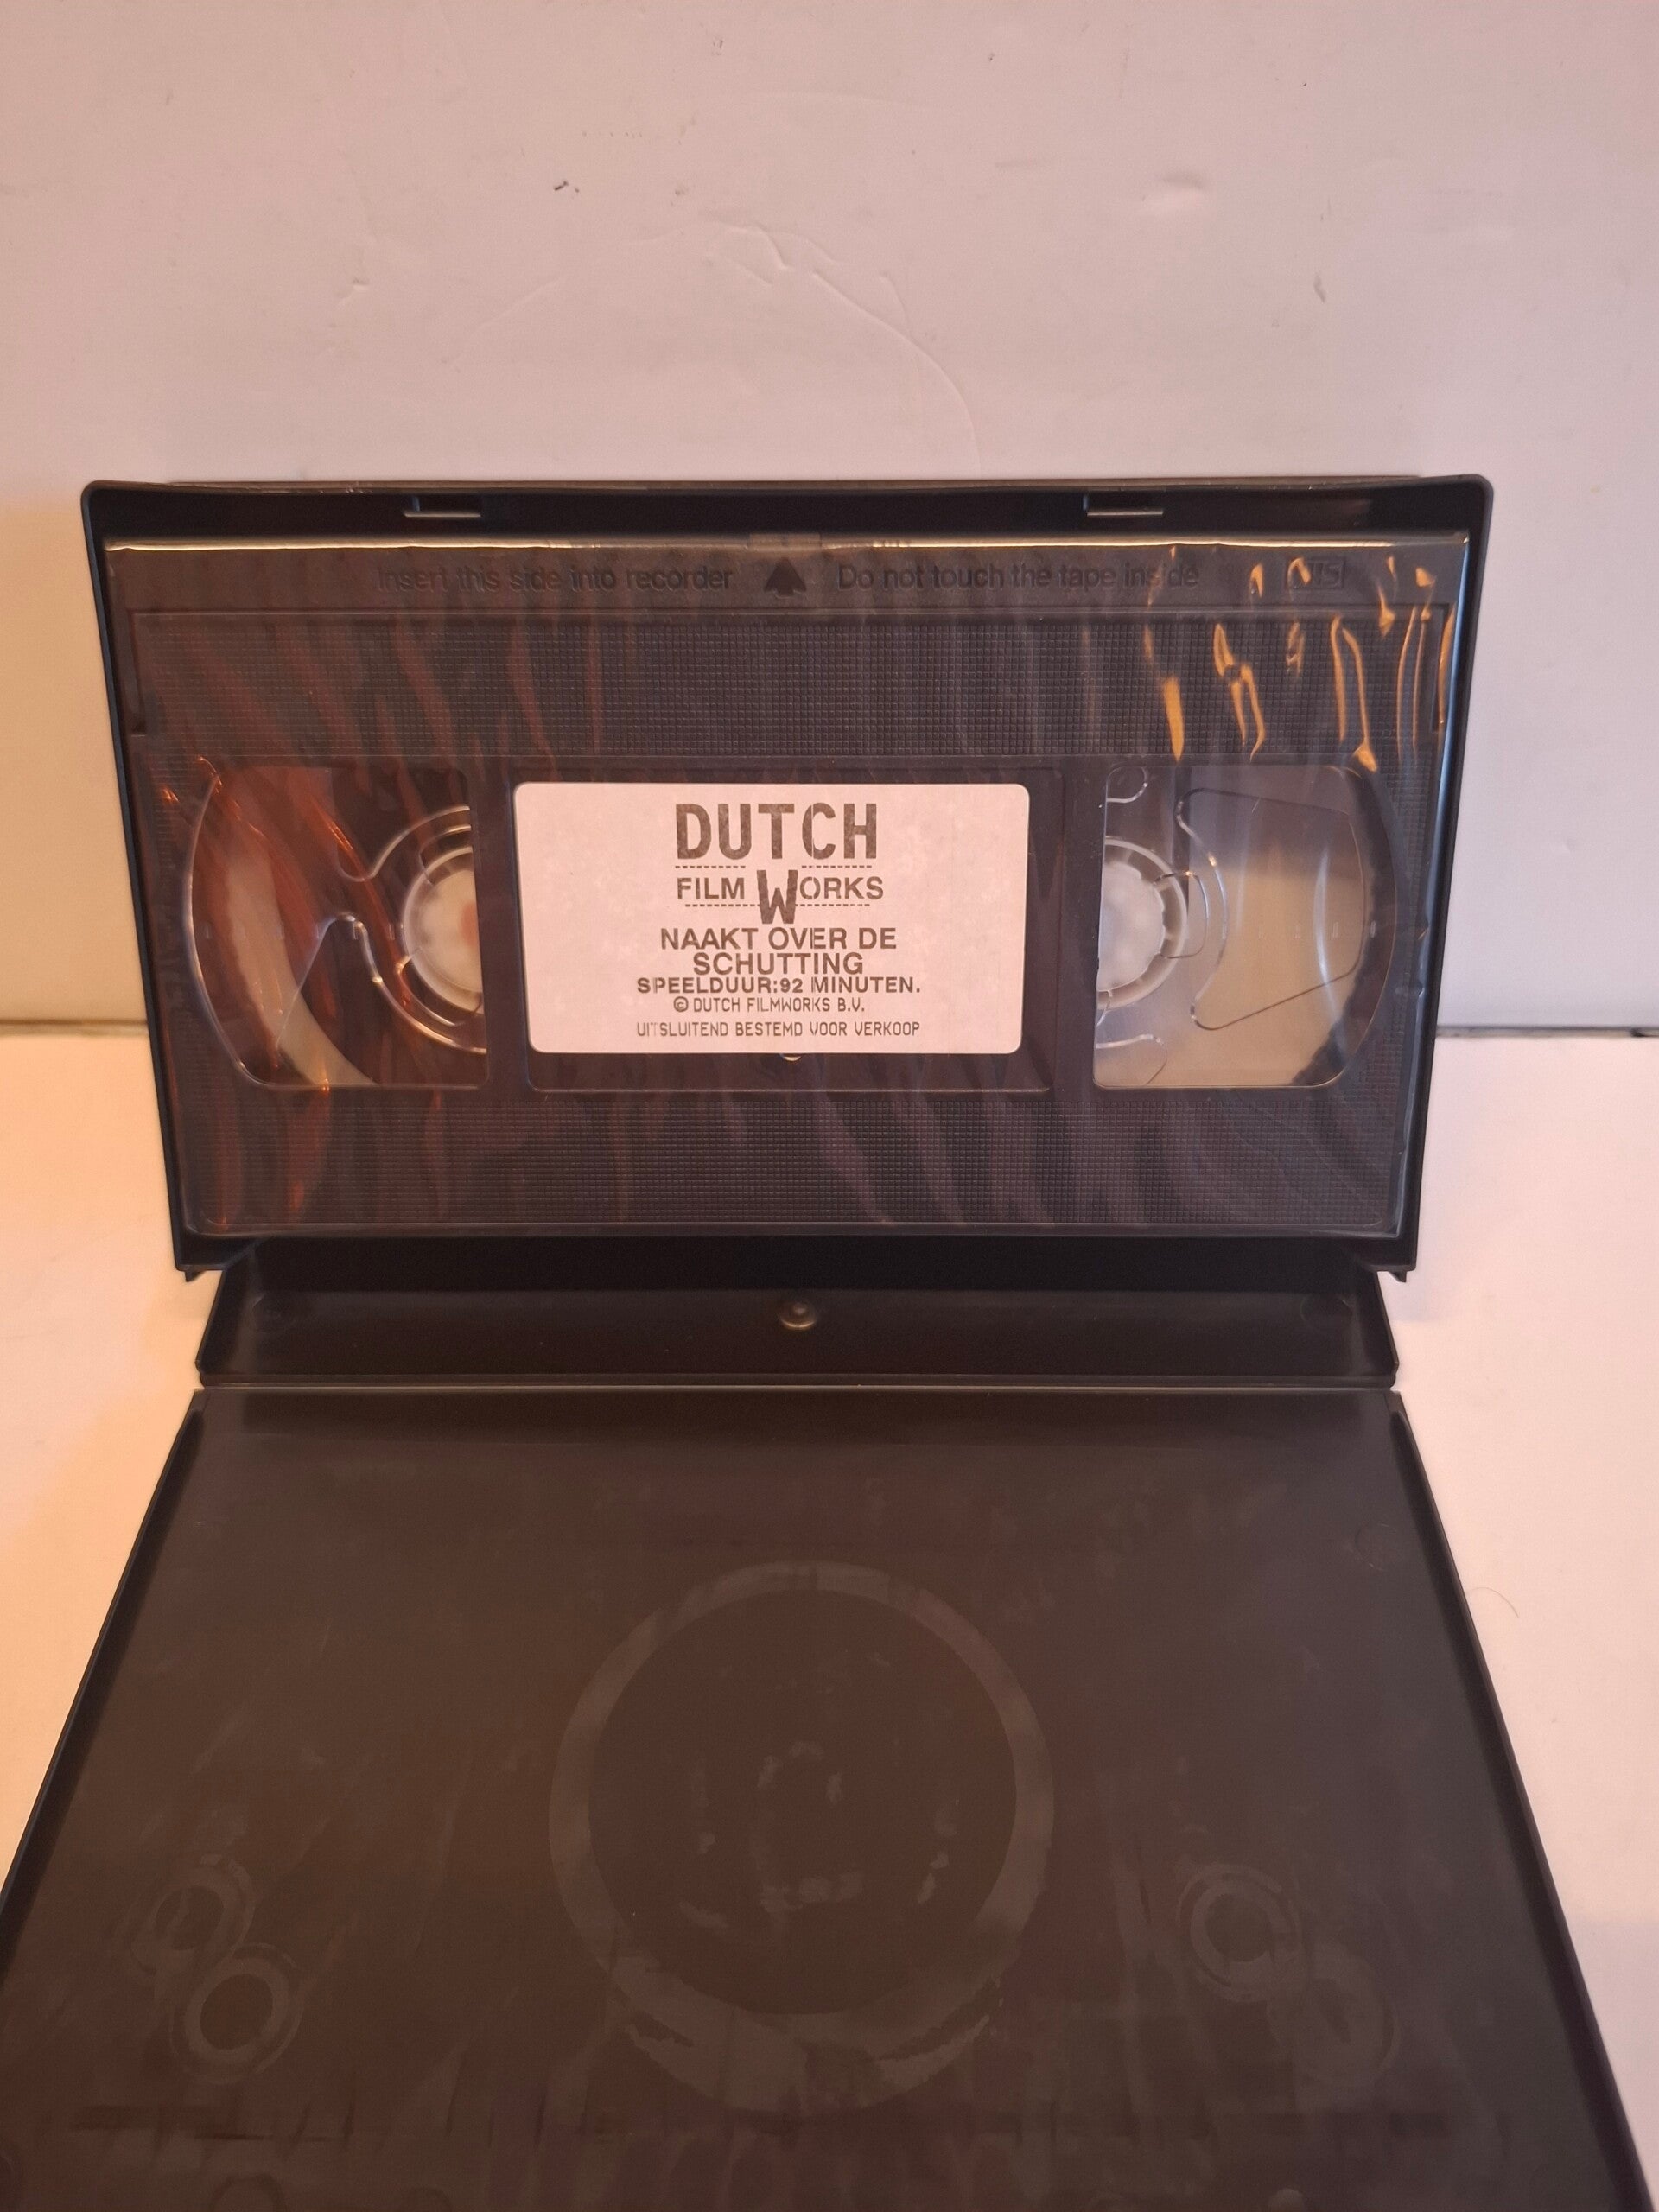 Insert this side into recorder Do not touch the tape inside VHS
DUTCH
FILM WORKS
NAAKT OVER DE
SCHUTTING
SPEELDUUR:92 MINUTEN.
© DUTCH FILMWORKS B.V.
UITSLUITEND BESTEMD VOOR VERKOOP